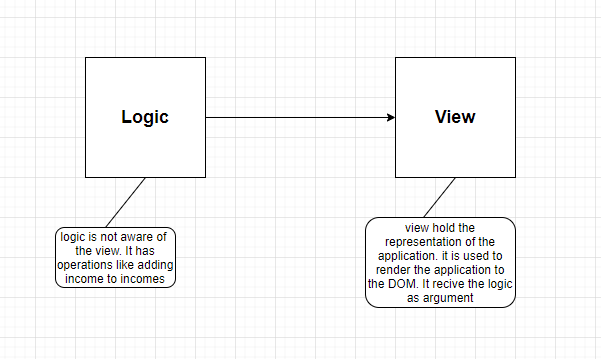 Logic
View
logic is not aware of
the view. It has
operations like adding
income to incomes
view hold the
representation of the
application. it is used to
render the application to
the DOM. It recive the logic
as argument